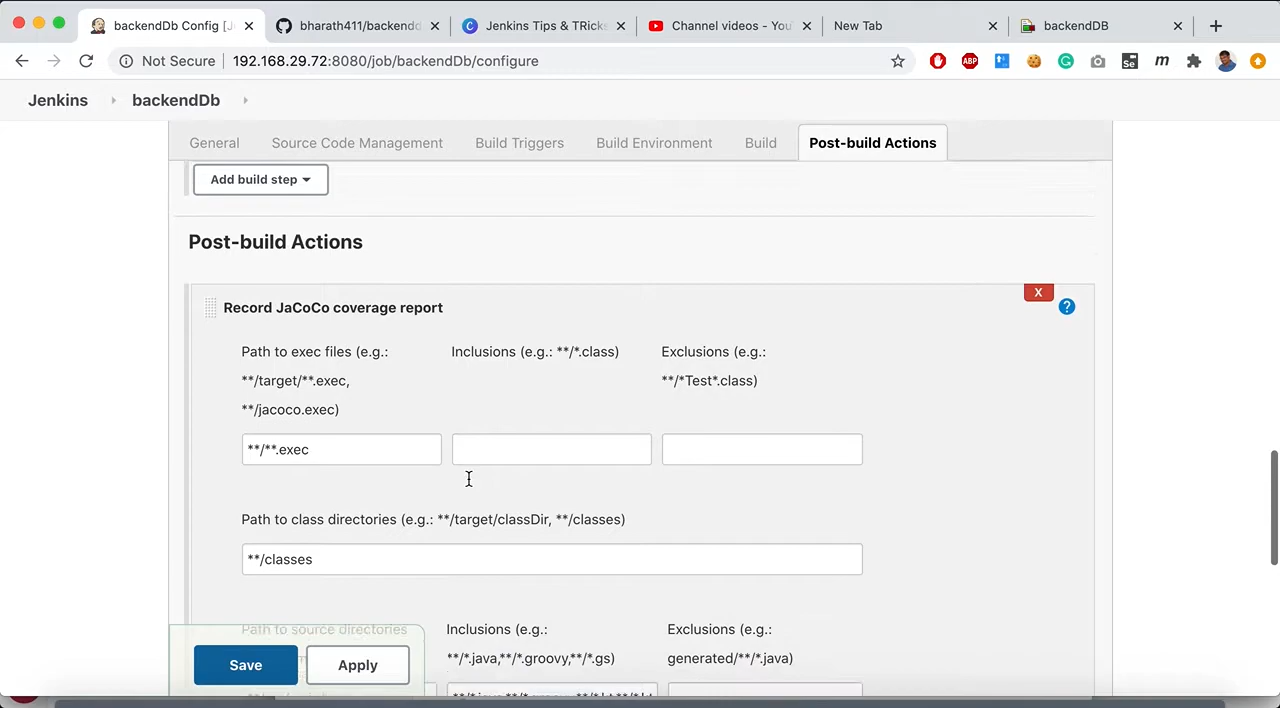 backendDb Config [J
bharath411/backendd
Jenkins Tips & TRicks
Channel videos - You
New Tab
backendDB
Not Secure
192.168.29.72:8080/job/backendDb/configure
ABP
Se
m
Jenkins
backendDb
General
Source Code Management
Build Triggers
Build Environment
Build
Post-build Actions
Add build step
Post-build Actions
Record JaCoCo coverage report
X
?
Path to exec files (e.g.:
**/target/**.exec,
**/jacoco.exec)
Inclusions (e.g.: **/*.class)
Exclusions (e.g.:
**/*Test*.class)
**/**.exec
Path to class directories (e.g.: **/target/classDir, **/classes)
**/classes
Path to source directories
Inclusions (e.g.:
**/*.java,**/*.groovy,**/*.gs)
Exclusions (e.g.:
generated/**/*.java)
Save
Apply